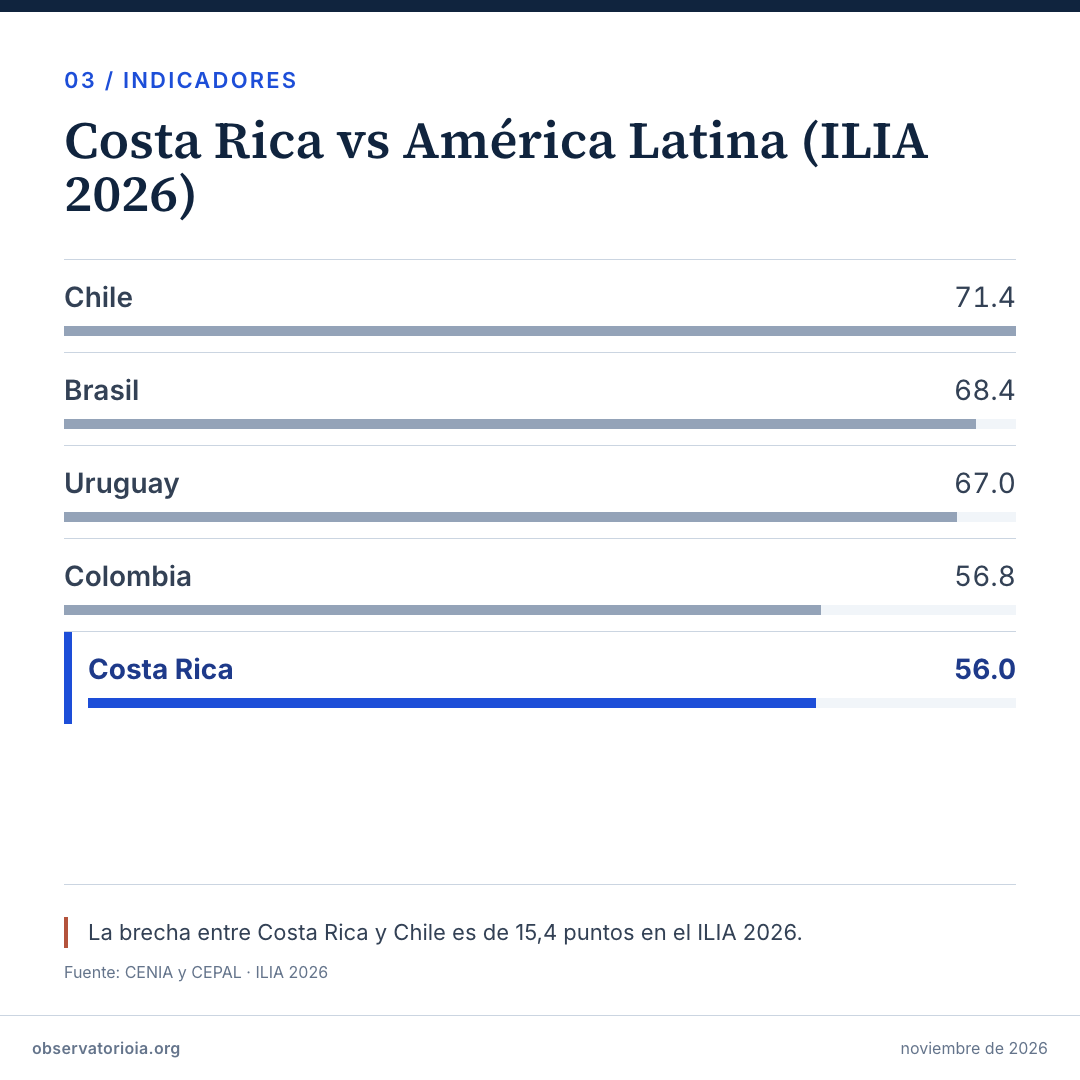 03 / INDICADORES
Costa Rica vs América Latina (ILIA
2026)
Chile 71.4
Brasil 68.4
Uruguay 67.0
Colombia 56.8
Costa Rica 56.0
La brecha entre Costa Rica y Chile es de 15,4 puntos en el ILIA 2026.
Fuente: CENIA y CEPAL · ILIA 2026
observatorioia.org noviembre de 2026